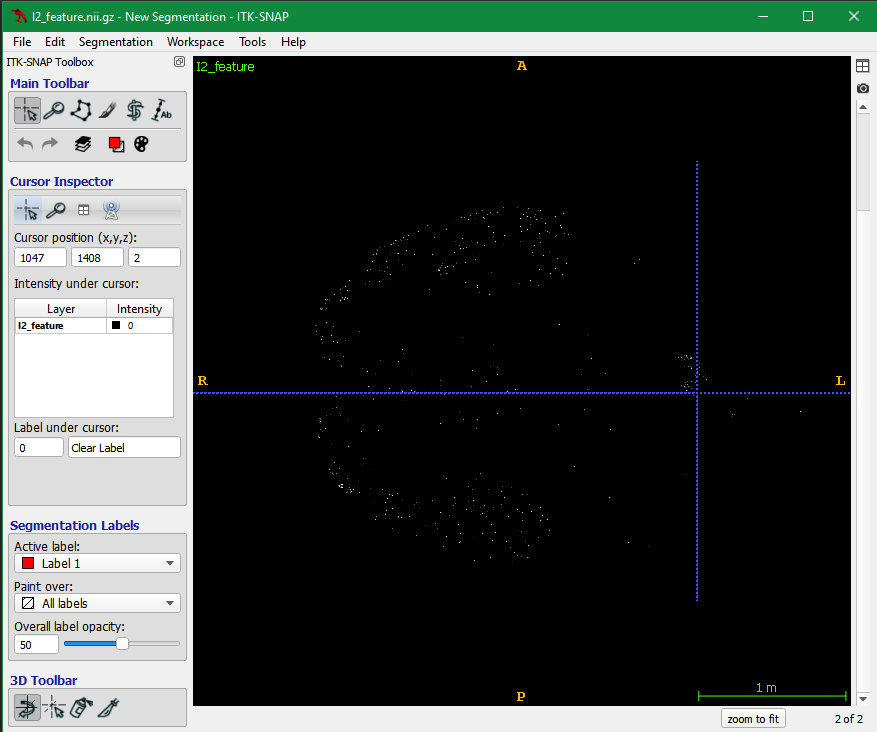 I2_feature.nii.gz - New Segmentation - ITK-SNAP
File Edit Segmentation Workspace Tools Help
ITK-SNAP Toolbox
Main Toolbar
Ab
Cursor Inspector
Cursor position (x,y,z):
1047 1408 2
Intensity under cursor:
Layer Intensity
I2_feature 0
Label under cursor:
0 Clear Label
Segmentation Labels
Active label:
Label 1
Paint over:
All labels
Overall label opacity:
50
3D Toolbar
I2_feature
A
R
L
P
1 m
zoom to fit
2 of 2